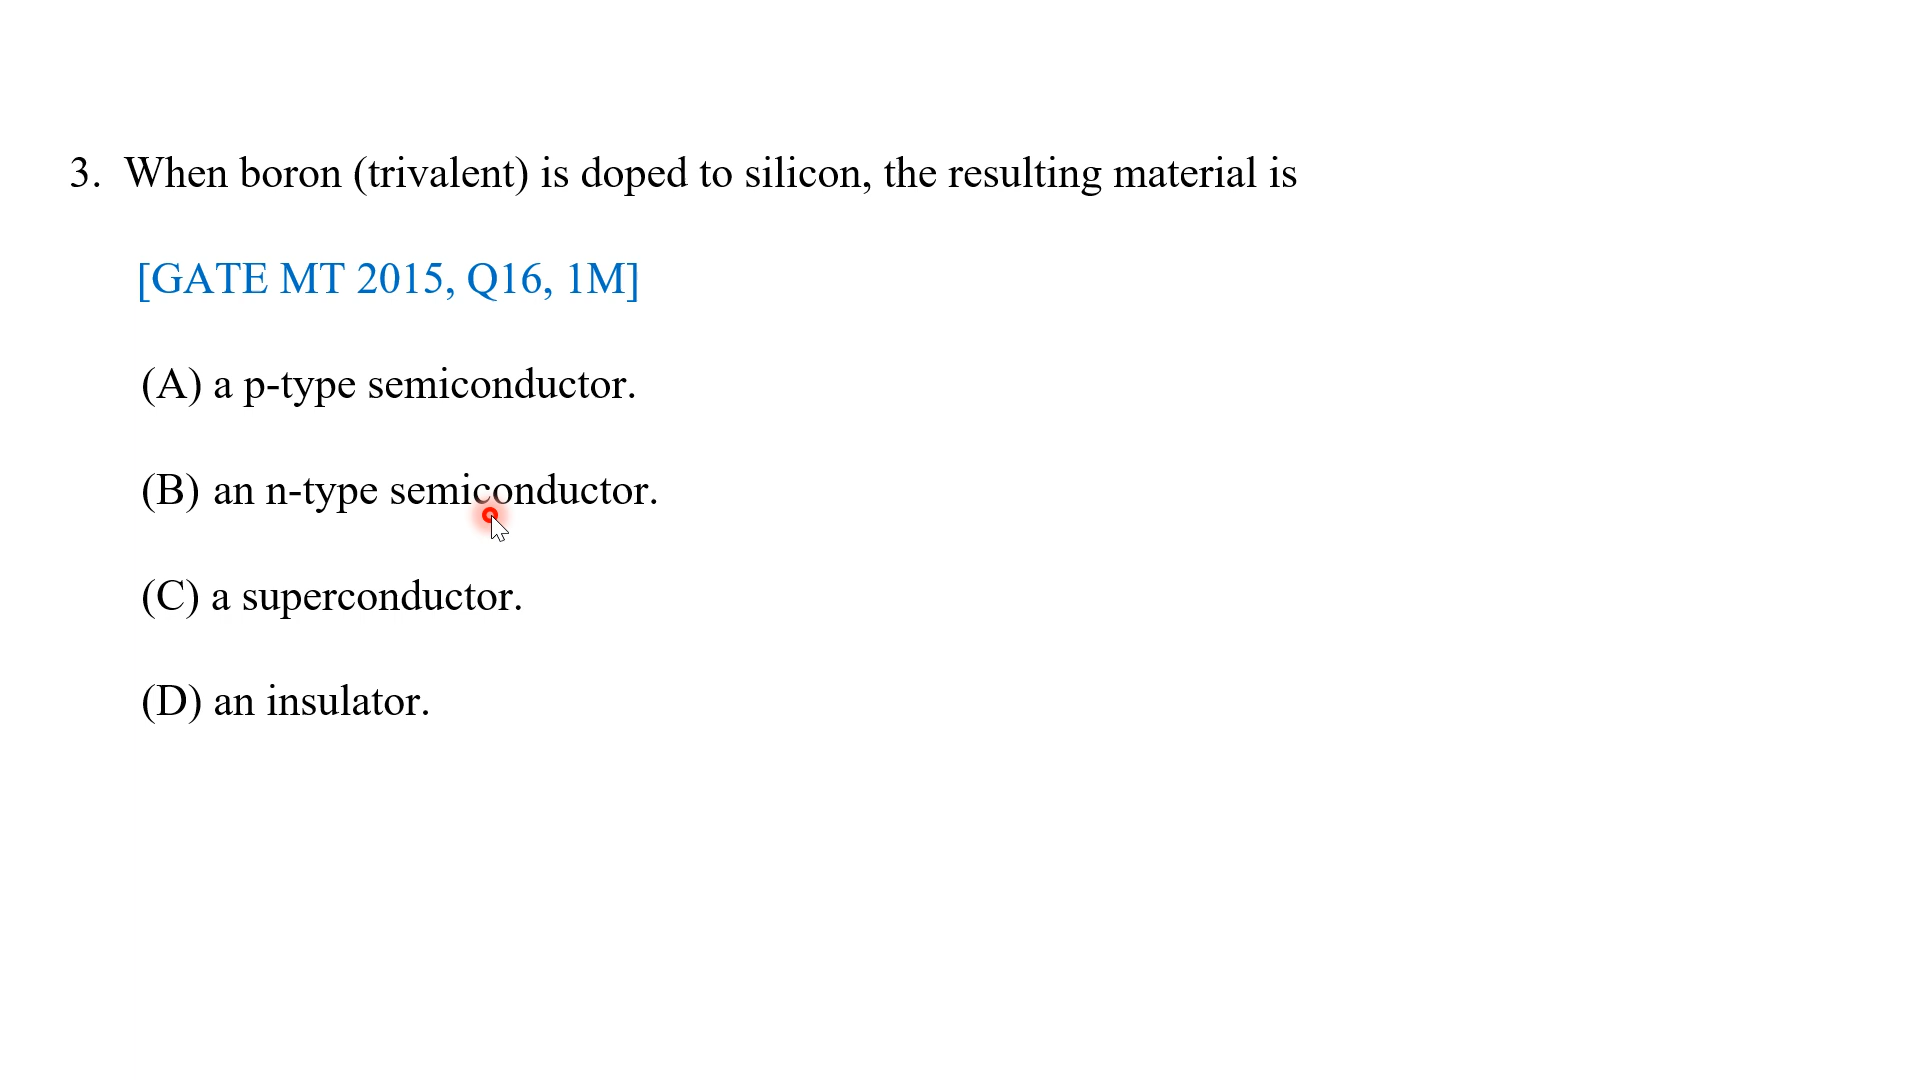 3. When boron (trivalent) is doped to silicon, the resulting material is
[GATE MT 2015, Q16, 1M]
(A) a p-type semiconductor.
(B) an n-type semiconductor.
(C) a superconductor.
(D) an insulator.